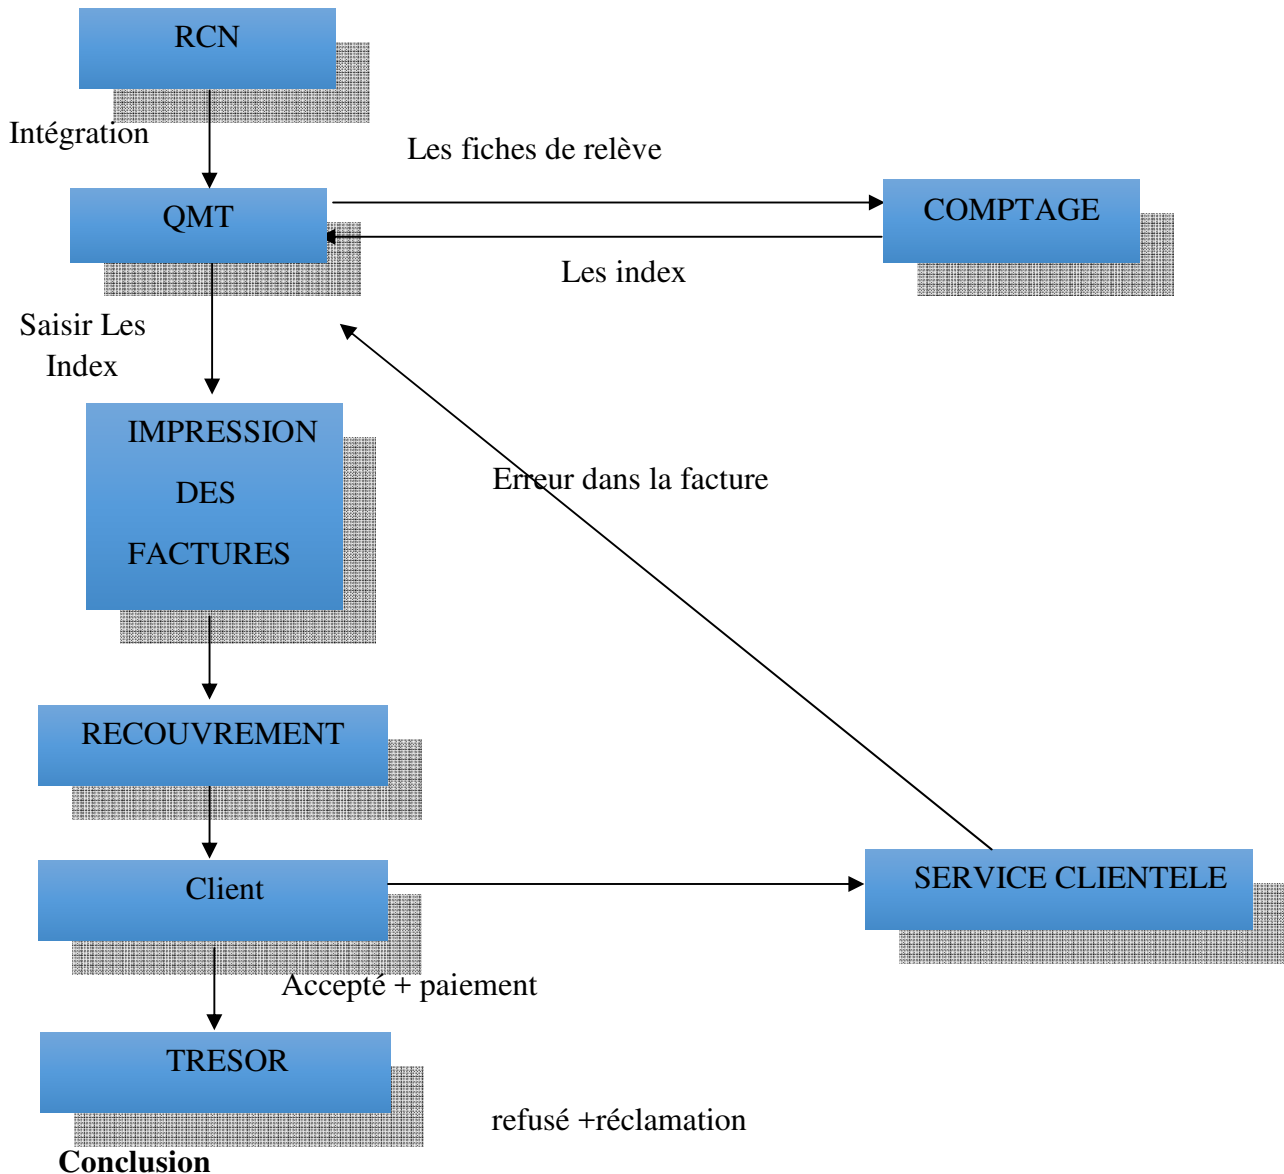 RCN
Intégration
Les fiches de relève
QMT
COMPTAGE
Les index
Saisir Les
Index
IMPRESSION
DES
FACTURES
Erreur dans la facture
RECOUVREMENT
Client
SERVICE CLIENTELE
Accepté + paiement
TRESOR
refusé +réclamation
Conclusion